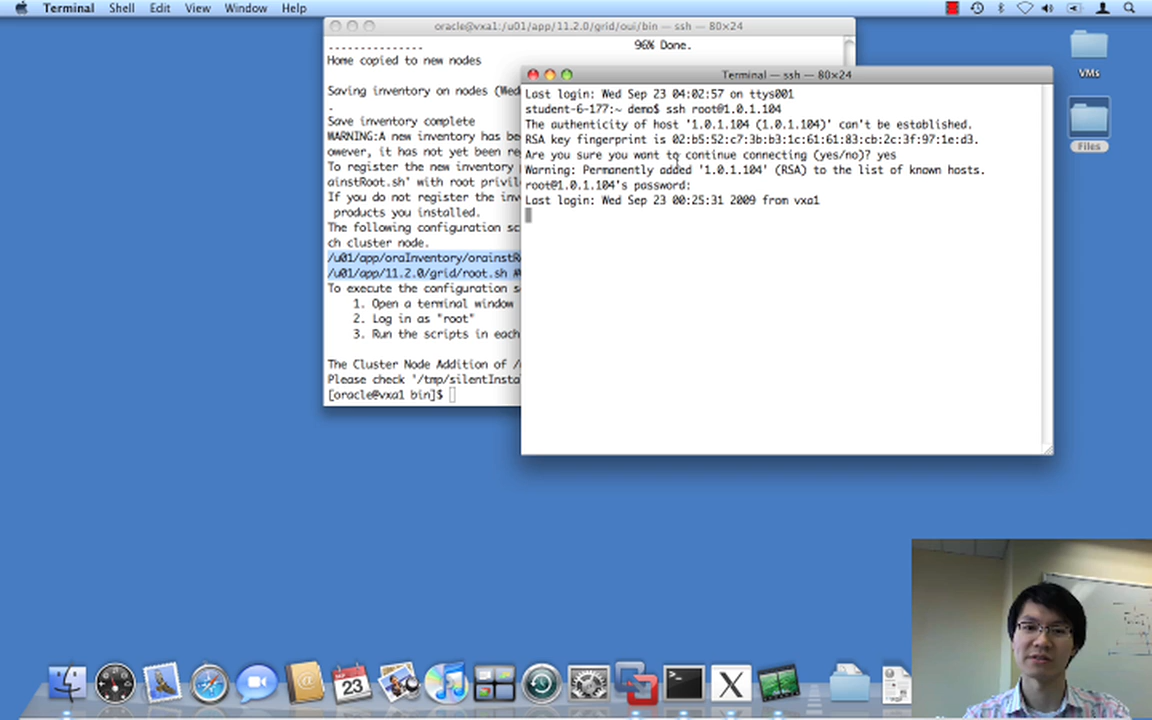 Terminal Shell Edit View Window Help
oracle@vxa1:/u01/app/11.2.0/grid/oui/bin — ssh — 80×24
--------------- 96% Done.
Home copied to new nodes
Saving inventory on nodes (Wed
.
Save inventory complete
WARNING:A new inventory has be
owever, it has not yet been re
To register the new inventory
ainstRoot.sh' with root privil
If you do not register the inv
products you installed.
The following configuration sc
ch cluster node.
/u01/app/oraInventory/orainstR
/u01/app/11.2.0/grid/root.sh #
To execute the configuration s
1. Open a terminal window
2. Log in as "root"
3. Run the scripts in each
The Cluster Node Addition of /
Please check '/tmp/silentInsta
[oracle@vxa1 bin]$
Terminal — ssh — 80×24
Last login: Wed Sep 23 04:02:57 on ttys001
student-6-177:~ demo$ ssh root@1.0.1.104
The authenticity of host '1.0.1.104 (1.0.1.104)' can't be established.
RSA key fingerprint is 02:b5:52:c7:3b:b3:1c:61:61:83:cb:2c:3f:97:1e:d3.
Are you sure you want to continue connecting (yes/no)? yes
Warning: Permanently added '1.0.1.104' (RSA) to the list of known hosts.
root@1.0.1.104's password:
Last login: Wed Sep 23 00:25:31 2009 from vxa1
VMs
Files
23
X